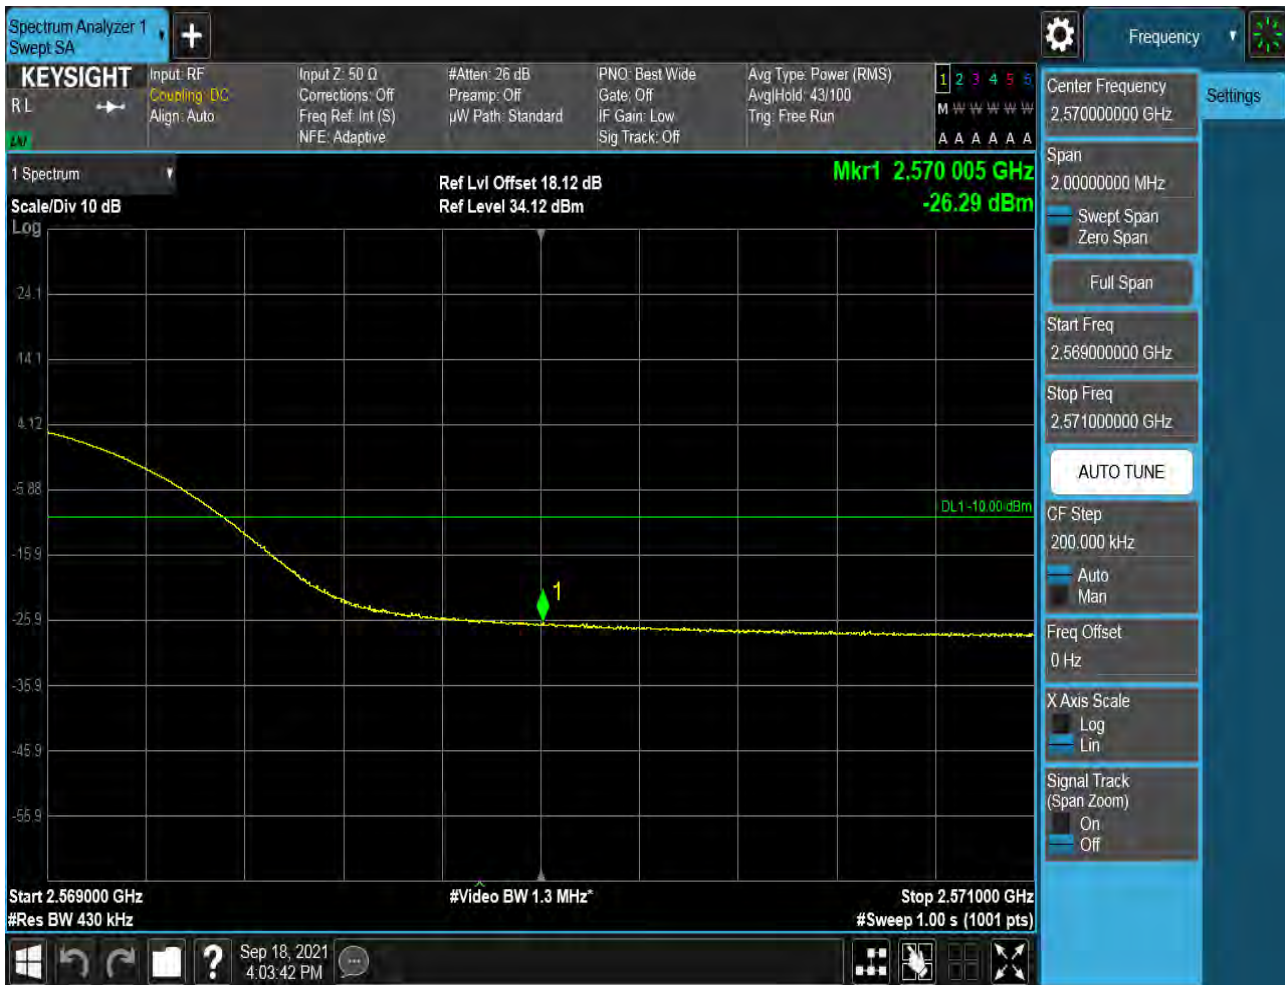 Spectrum Analyzer 1
Swept SA
+
Frequency
KEYSIGHT
R L
Input: RF
Coupling: DC
Align: Auto
Input Z: 50 Ω
Corrections: Off
Freq Ref: Int (S)
NFE: Adaptive
#Atten: 26 dB
Preamp: Off
µW Path: Standard
PNO: Best Wide
Gate: Off
IF Gain: Low
Sig Track: Off
Avg Type: Power (RMS)
Avg|Hold: 43/100
Trig: Free Run
1 2 3 4 5 6
M W W W W W
A A A A A A
1 Spectrum
Scale/Div 10 dB
Log
Ref Lvl Offset 18.12 dB
Ref Level 34.12 dBm
Mkr1 2.570 005 GHz
-26.29 dBm
24.1
14.1
4.12
-5.88
-15.9
-25.9
-35.9
-45.9
-55.9
DL1 -10.00 dBm
1
Start 2.569000 GHz
#Res BW 430 kHz
#Video BW 1.3 MHz*
Stop 2.571000 GHz
#Sweep 1.00 s (1001 pts)
Center Frequency
2.570000000 GHz
Settings
Span
2.00000000 MHz
Swept Span
Zero Span
Full Span
Start Freq
2.569000000 GHz
Stop Freq
2.571000000 GHz
AUTO TUNE
CF Step
200.000 kHz
Auto
Man
Freq Offset
0 Hz
X Axis Scale
Log
Lin
Signal Track
(Span Zoom)
On
Off
?
Sep 18, 2021
4:03:42 PM